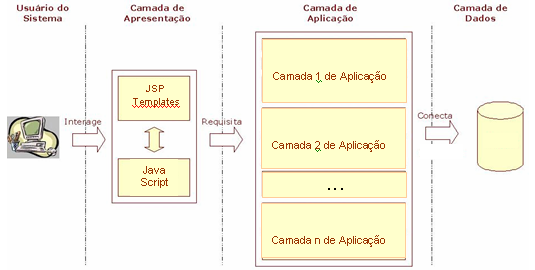 Usuário do
Sistema
Camada de
Apresentação
Camada de
Aplicação
Camada de
Dados
Interage
JSP
Templates
Java
Script
Requisita
Camada 1 de Aplicação
Camada 2 de Aplicação
...
Camada n de Aplicação
Conecta